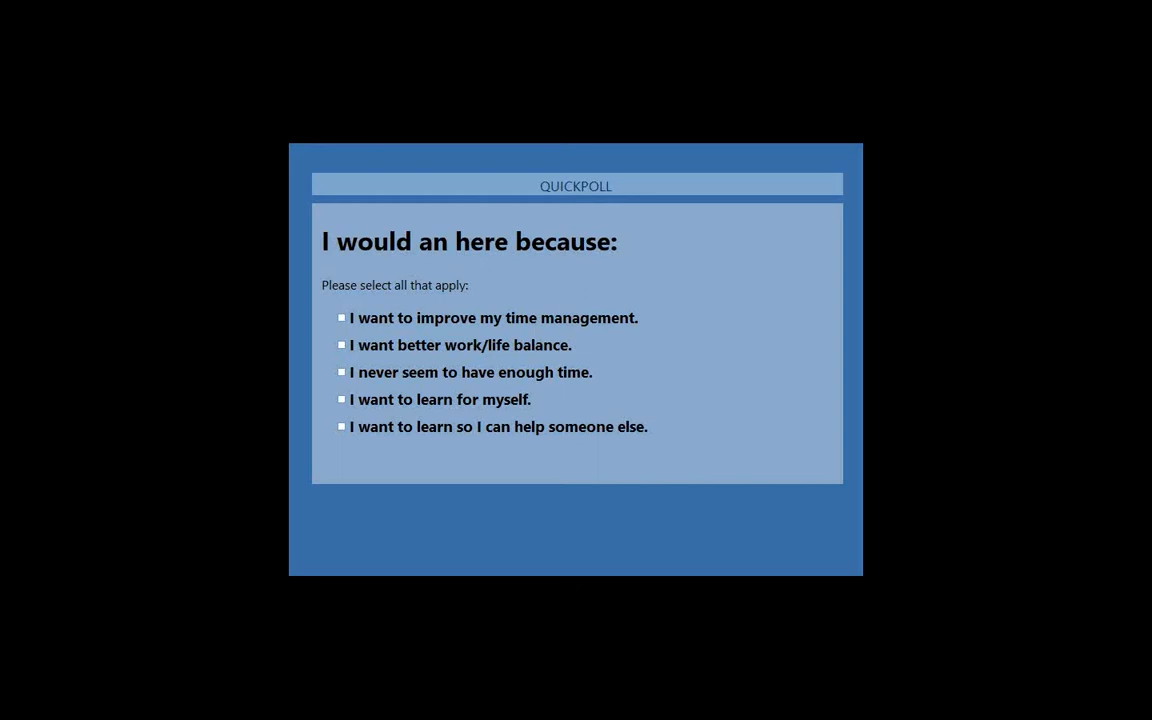 QUICKPOLL
I would an here because:
Please select all that apply:
I want to improve my time management.
I want better work/life balance.
I never seem to have enough time.
I want to learn for myself.
I want to learn so I can help someone else.